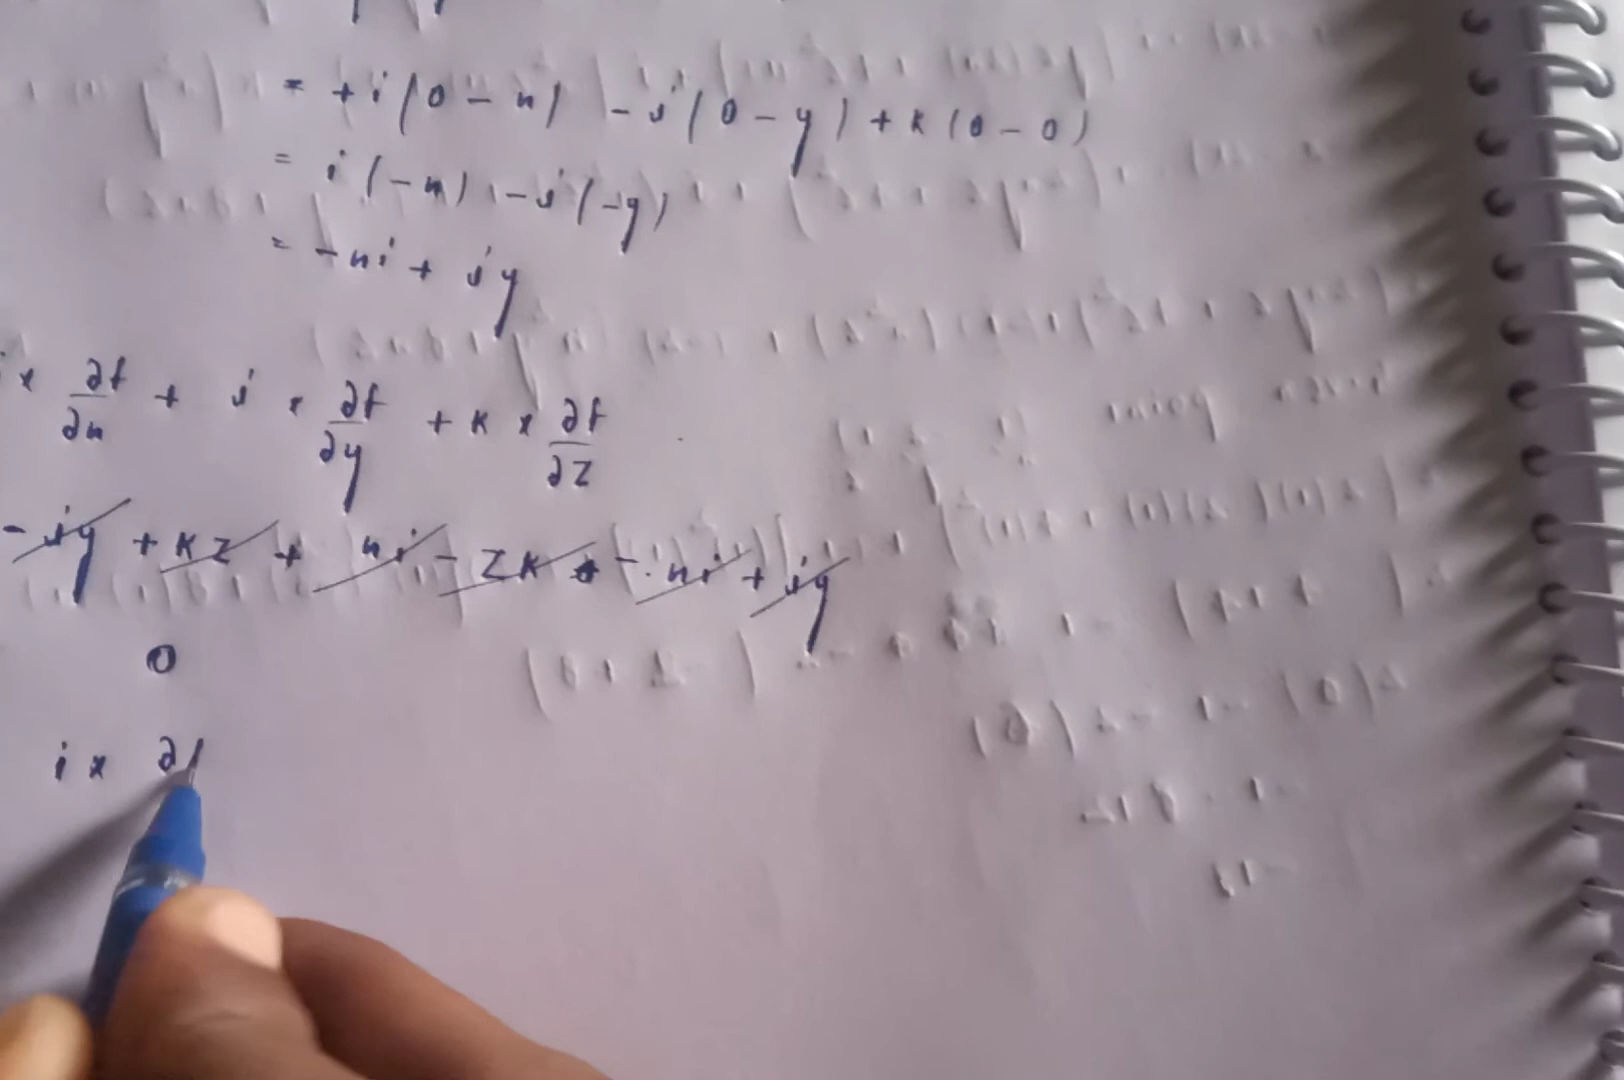 = +i(0 - x) - j(0 - y) + k(0 - 0)
= i(-x) - j(-y)
= -xi + jy
i × ∂f/∂x + j × ∂f/∂y + k × ∂f/∂z
-jy + kz + xi - zk - xi + jy
0
i × ∂f